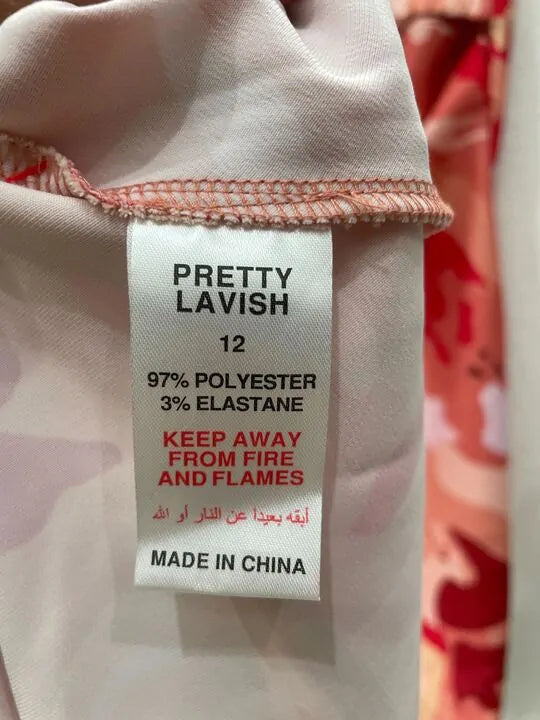 PRETTY
LAVISH
12
97% POLYESTER
3% ELASTANE
KEEP AWAY
FROM FIRE
AND FLAMES
أبقه بعيدا عن النار أو الله
MADE IN CHINA